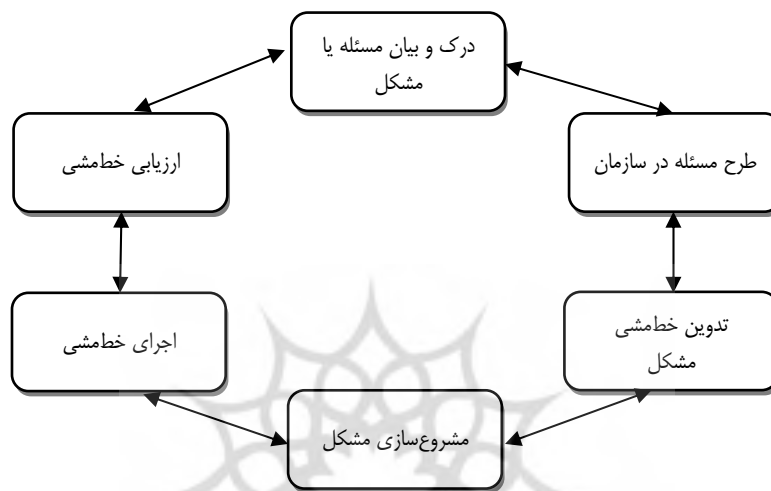 درک و بیان مسئله یا
مشکل
طرح مسئله در سازمان
تدوین خط‌مشی
مشکل
مشروع‌سازی مشکل
اجرای خط‌مشی
ارزیابی خط‌مشی